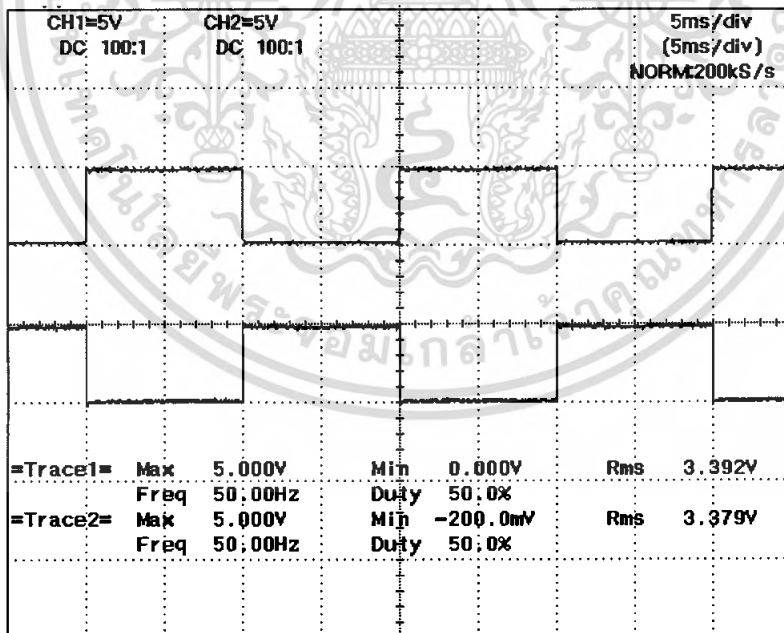 CH1=5V CH2=5V 5ms/div
DC 100:1 DC 100:1 (5ms/div)
NORM:200kS/s
=Trace1= Max 5.000V Min 0.000V Rms 3.392V
Freq 50.00Hz Duty 50.0%
=Trace2= Max 5.000V Min -200.0mV Rms 3.379V
Freq 50.00Hz Duty 50.0%